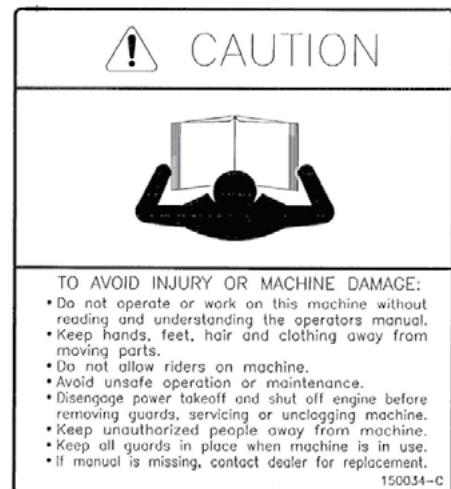 CAUTION
TO AVOID INJURY OR MACHINE DAMAGE:
• Do not operate or work on this machine without
reading and understanding the operators manual.
• Keep hands, feet, hair and clothing away from
moving parts.
• Do not allow riders on machine.
• Avoid unsafe operation or maintenance.
• Disengage power takeoff and shut off engine before
removing guards, servicing or unclogging machine.
• Keep unauthorized people away from machine.
• Keep all guards in place when machine is in use.
• If manual is missing, contact dealer for replacement.
150034-C